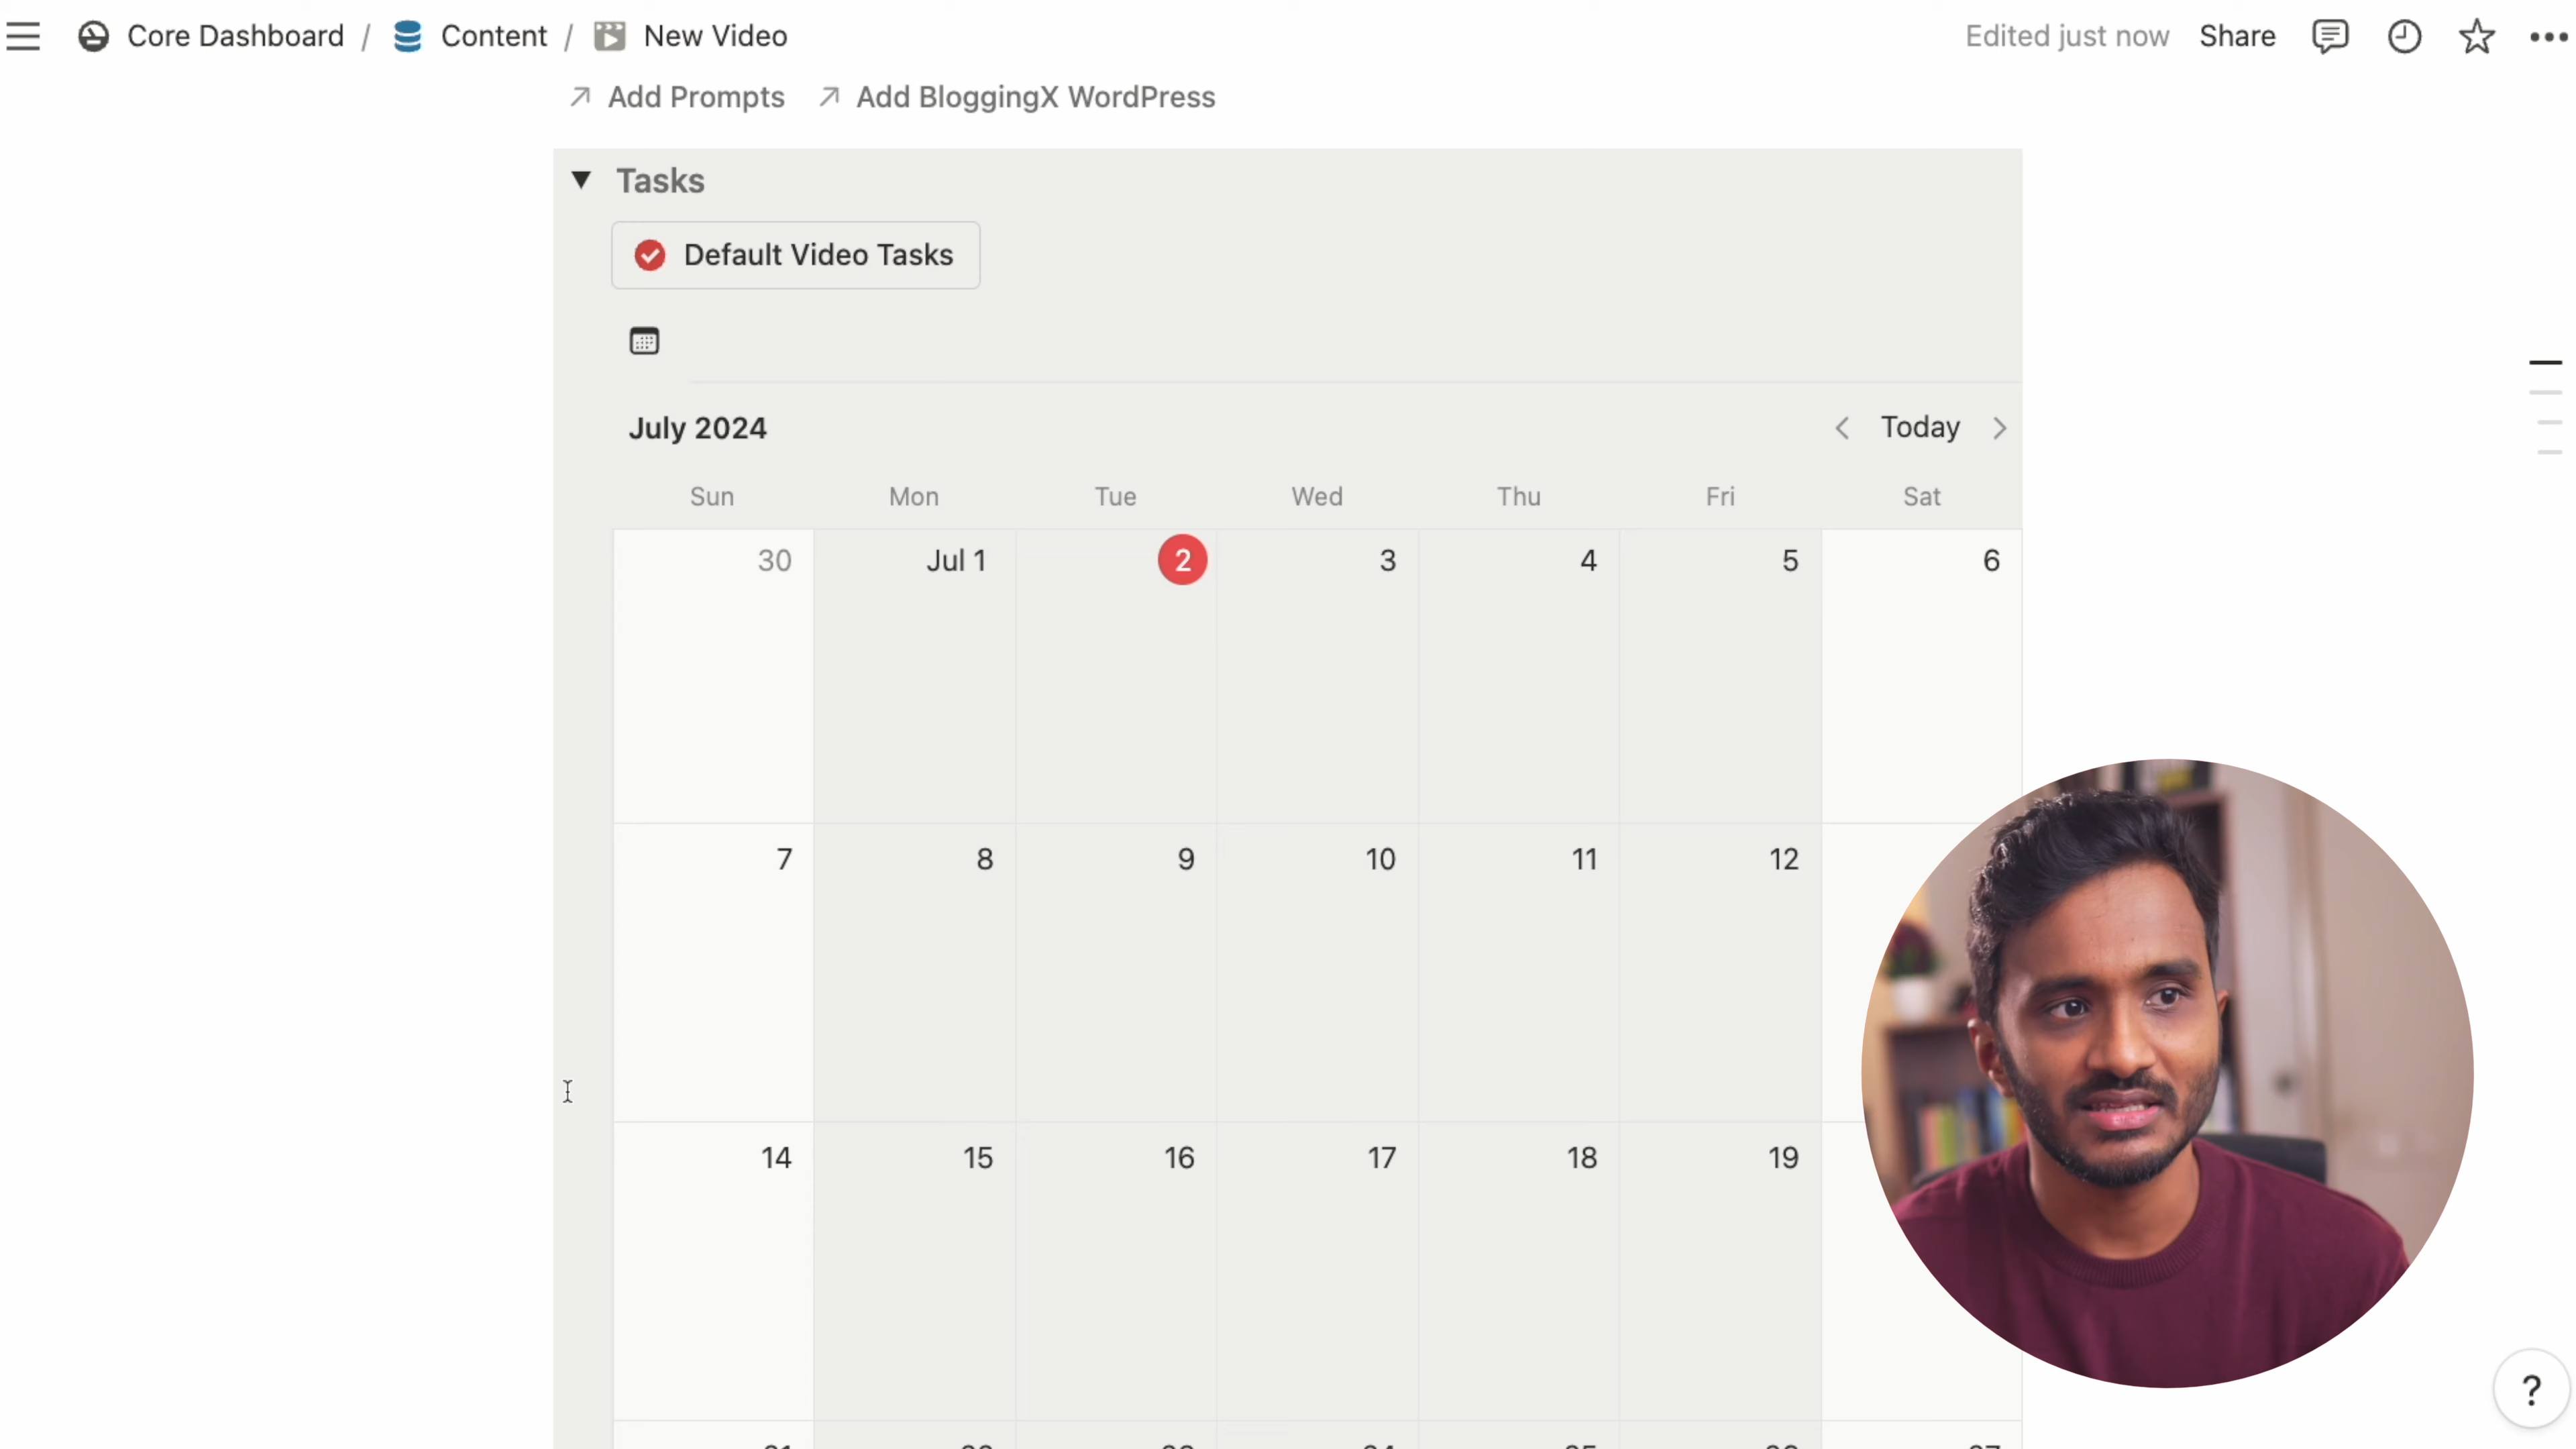 Core Dashboard / Content / New Video Edited just now Share
Add Prompts Add BloggingX WordPress
Tasks
Default Video Tasks
July 2024 Today
Sun Mon Tue Wed Thu Fri Sat
30 Jul 1 2 3 4 5 6
7 8 9 10 11 12
14 15 16 17 18 19
?